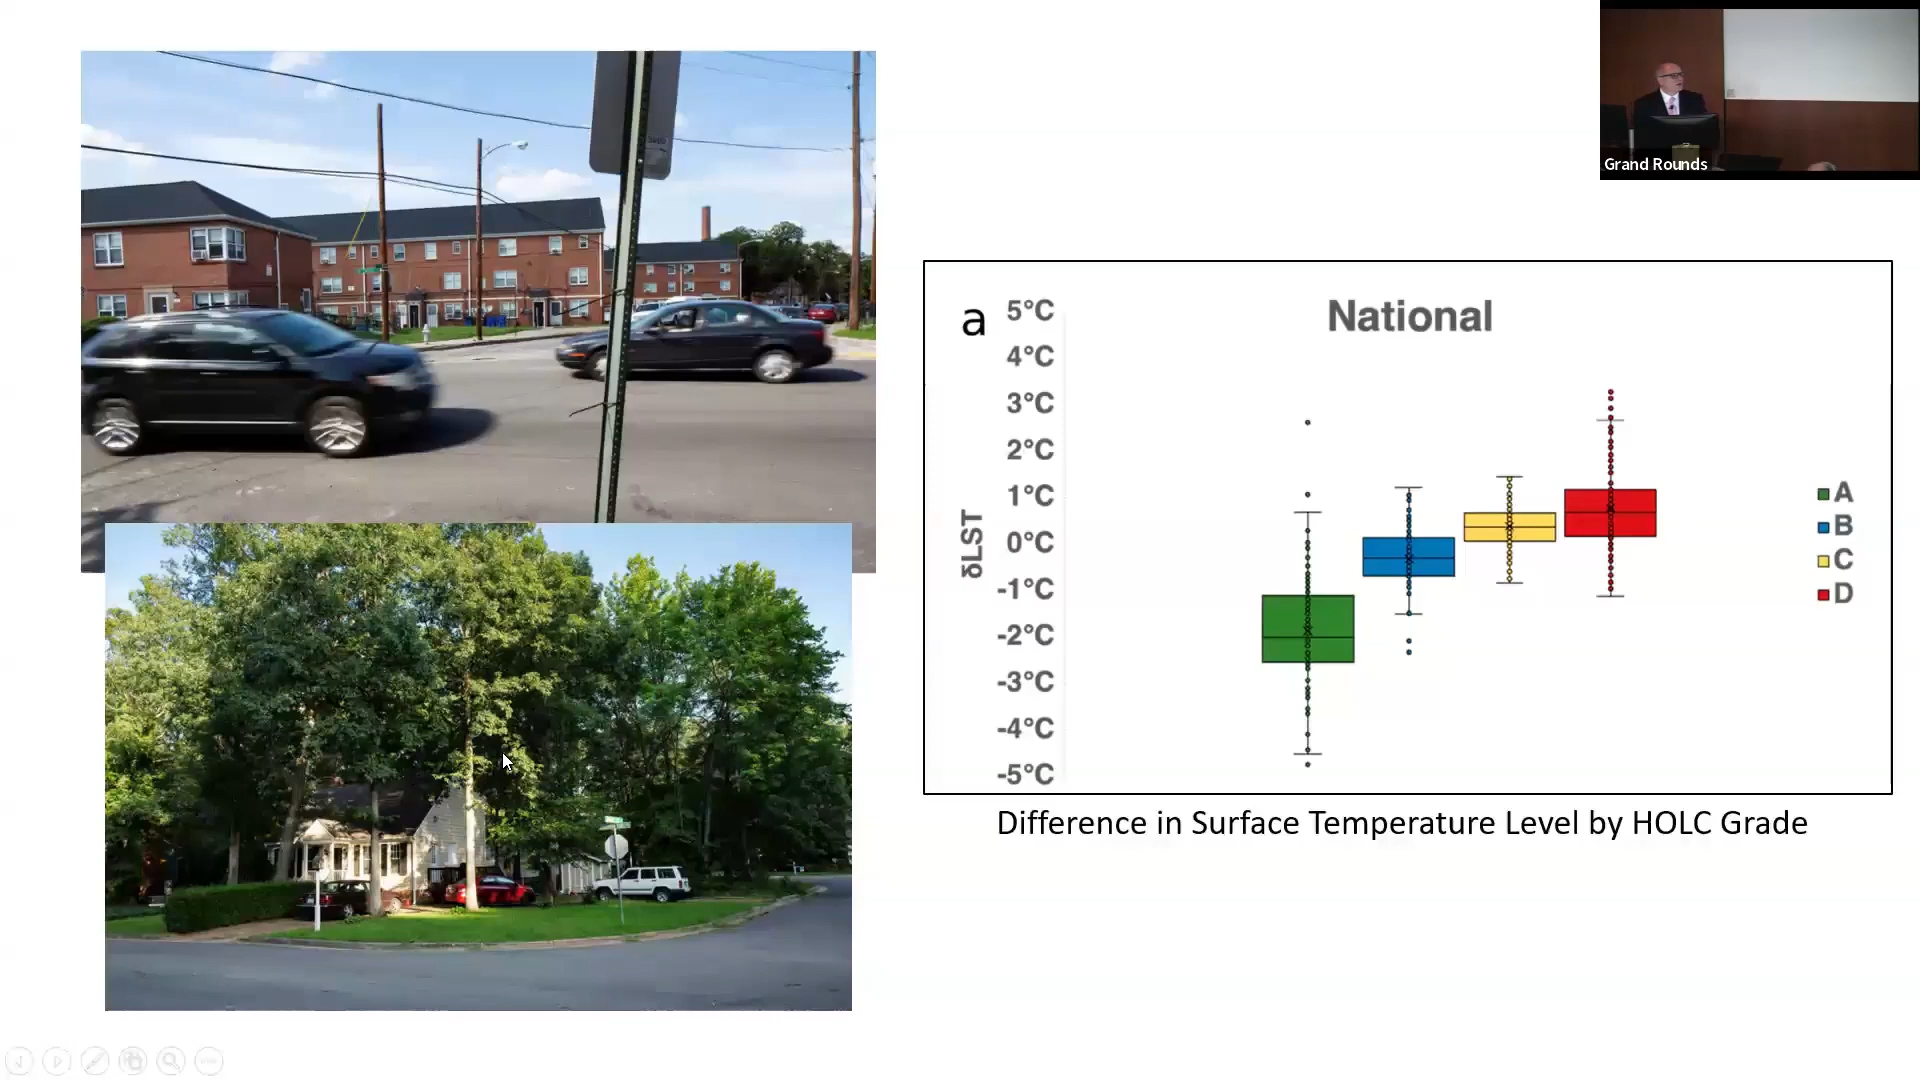 Grand Rounds
a
National
5°C
4°C
3°C
2°C
1°C
0°C
-1°C
-2°C
-3°C
-4°C
-5°C
δLST
A
B
C
D
Difference in Surface Temperature Level by HOLC Grade